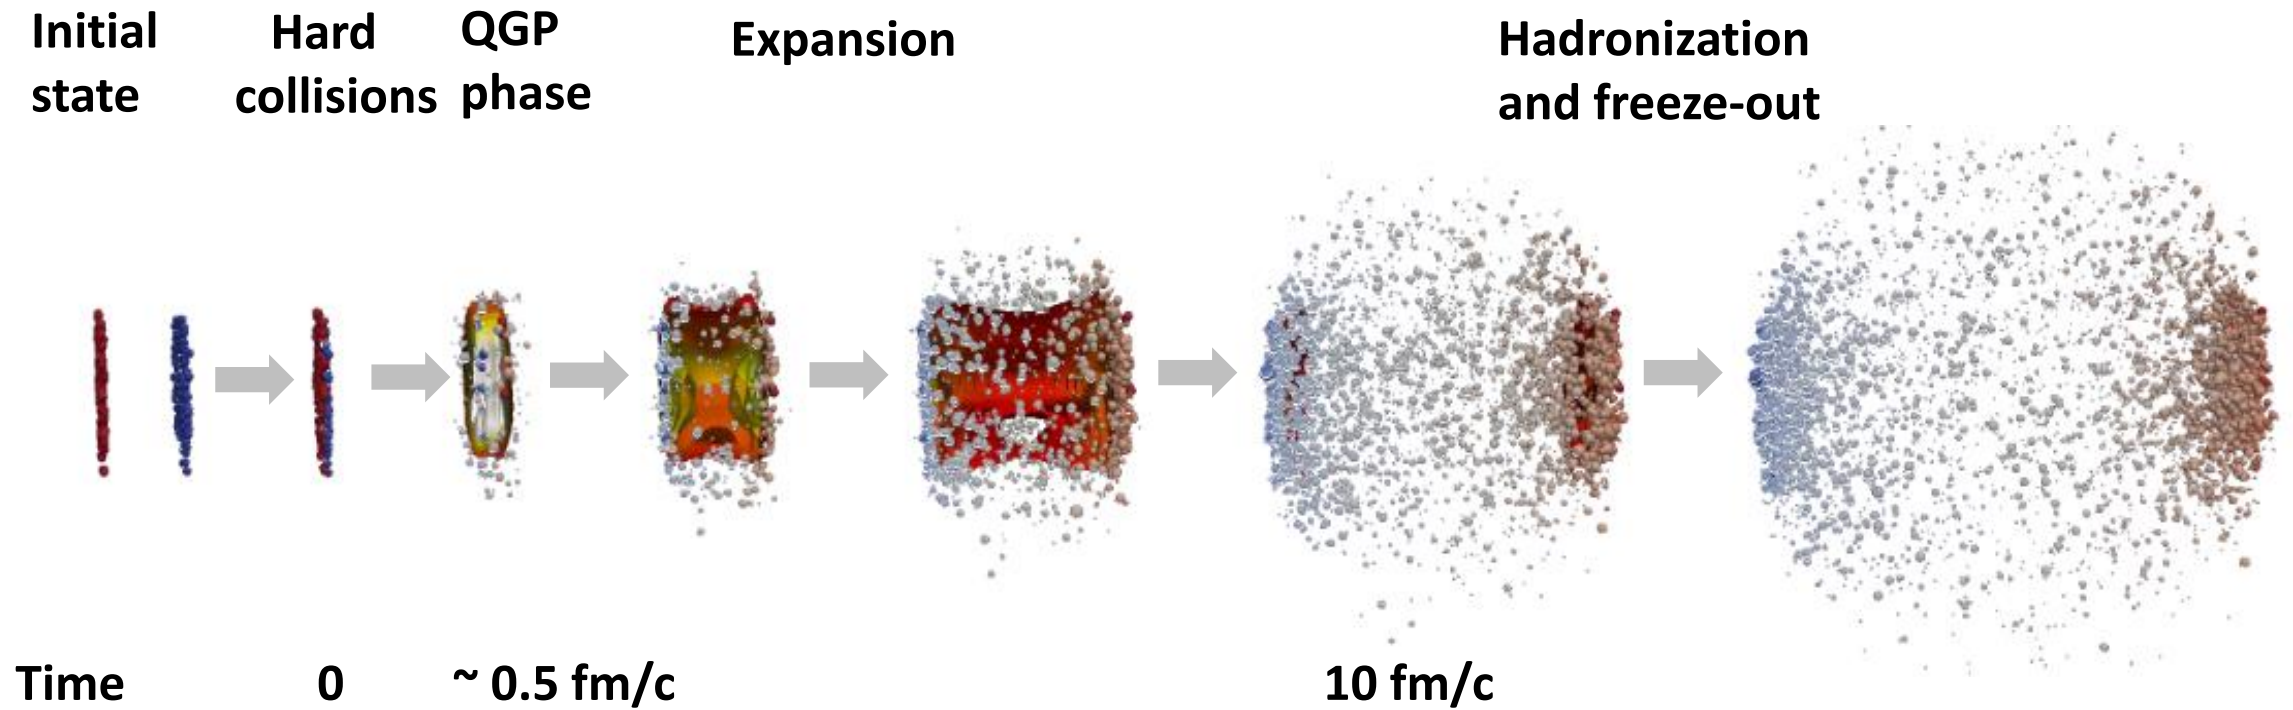 Initial
state
Hard
collisions
QGP
phase
Expansion
Hadronization
and freeze-out
Time
0
~ 0.5 fm/c
10 fm/c